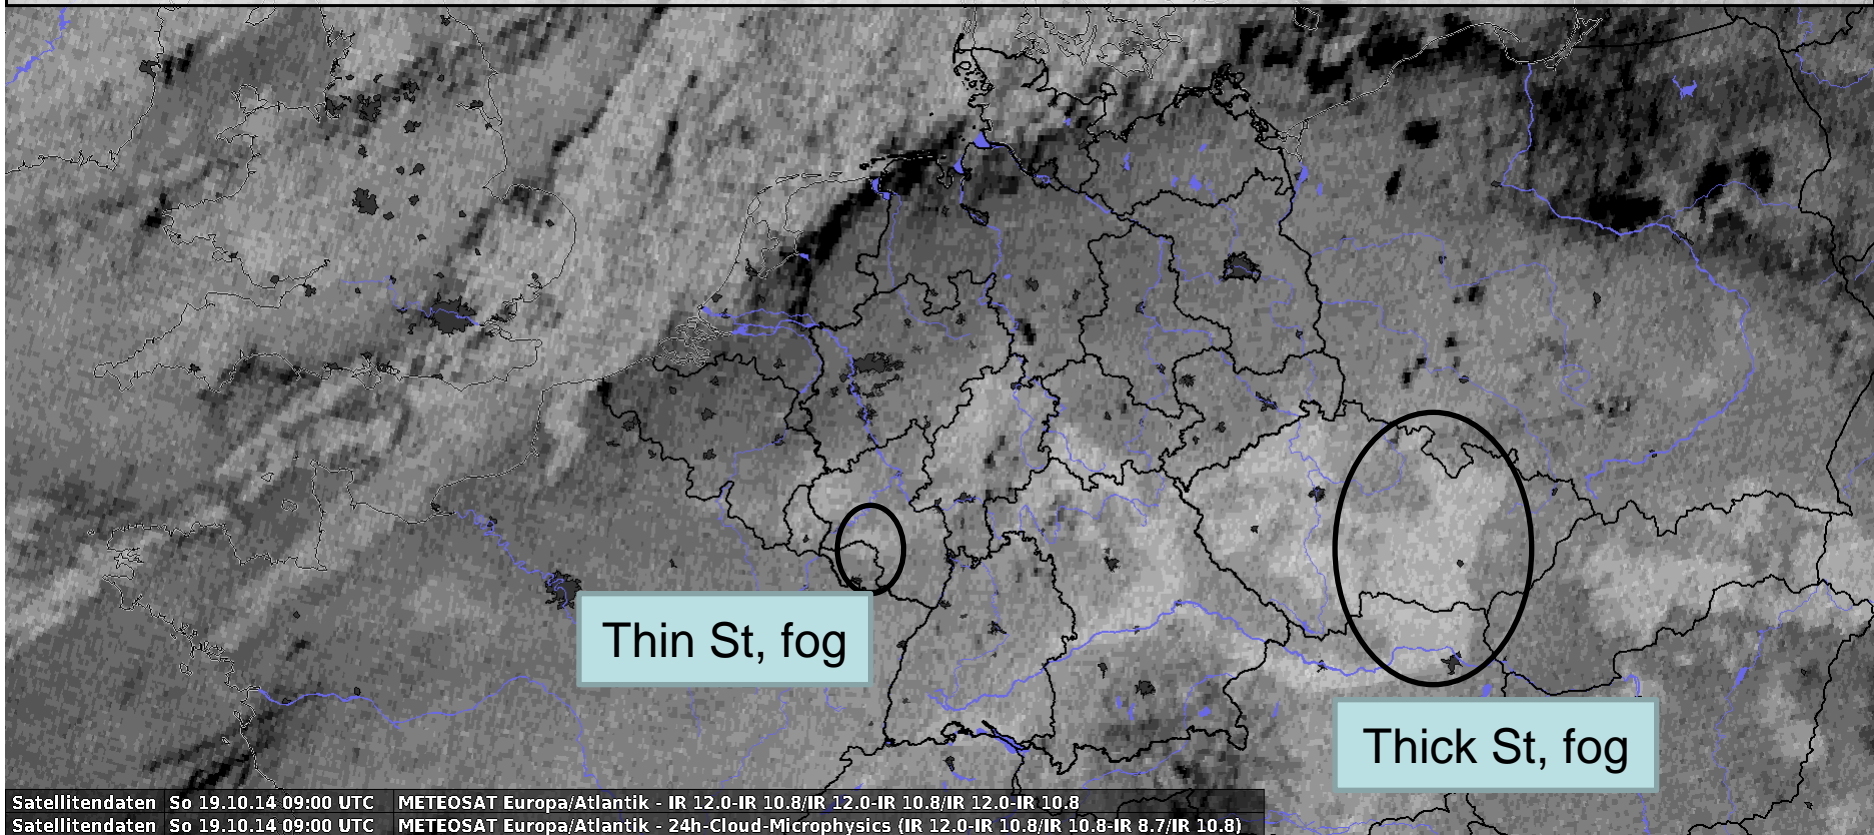 Thin St, fog
Thick St, fog
Satellitendaten So 19.10.14 09:00 UTC METEOSAT Europa/Atlantik - IR 12.0-IR 10.8/IR 12.0-IR 10.8/IR 12.0-IR 10.8
Satellitendaten So 19.10.14 09:00 UTC METEOSAT Europa/Atlantik - 24h-Cloud-Microphysics (IR 12.0-IR 10.8/IR 10.8-IR 8.7/IR 10.8)